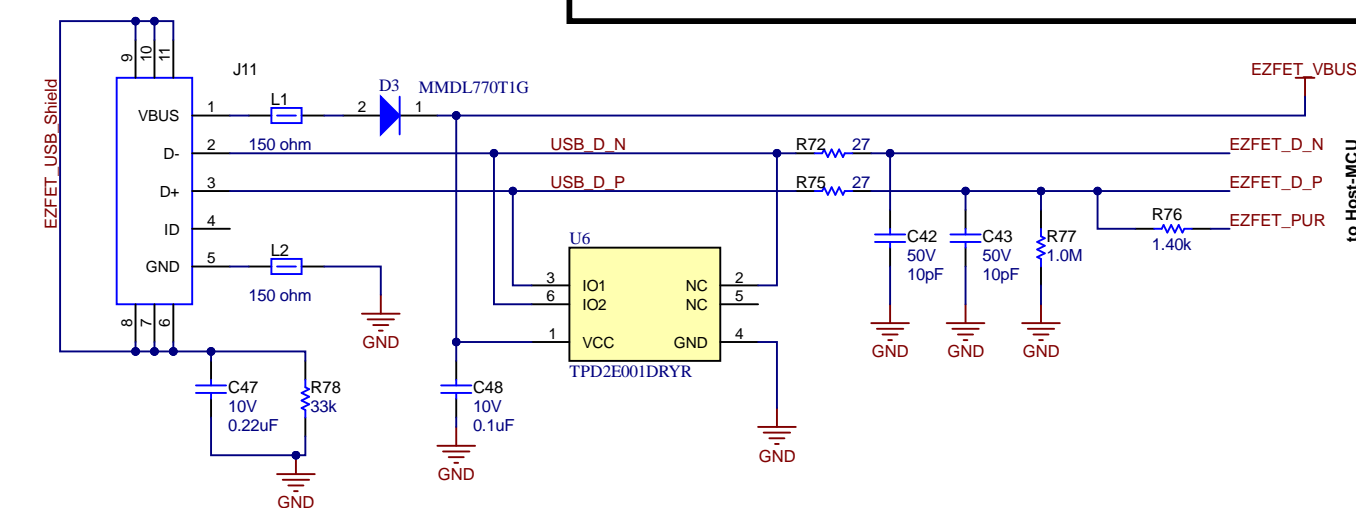 EZFET_VBUS
J11
9
10
11
EZFET_USB_Shield
VBUS
1
L1
150 ohm
2
D3
MMDL770T1G
1
D-
2
USB_D_N
R72
27
EZFET_D_N
D+
3
USB_D_P
R75
27
EZFET_D_P
ID
4
R76
1.40k
EZFET_PUR
to Host-MCU
GND
5
L2
150 ohm
GND
8
7
6
U6
3
IO1
6
IO2
1
VCC
NC
2
NC
5
GND
4
TPD2E001DRYR
C42
50V
10pF
C43
50V
10pF
R77
1.0M
GND
GND
GND
C47
10V
0.22uF
R78
33k
GND
C48
10V
0.1uF
GND
GND